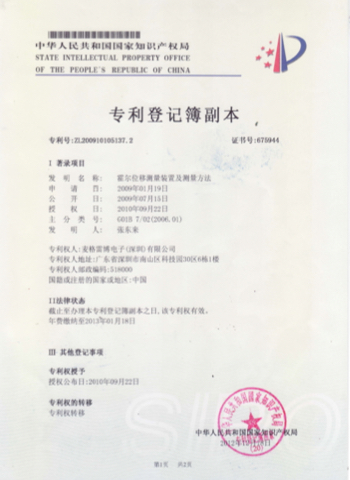 中华人民共和国国家知识产权局
STATE INTELLECTUAL PROPERTY OFFICE
OF THE PEOPLE'S REPUBLIC OF CHINA
专利登记簿副本
专利号:ZL200910105137.2 证书号:675944
I 著录项目
发明名称: 霍尔位移测量装置及测量方法
申请日: 2009年01月19日
公开日: 2009年07月15日
授权日: 2010年09月22日
主分类号: G01B 7/02(2006.01)
发明人: 张东来
专利权人:麦格雷博电子(深圳)有限公司
专利权人地址:广东省深圳市南山区科技园30区6栋1楼
专利权人邮政编码:518000
国籍或注册的国家或地区:中国
II法律状态
截止至办理本专利登记簿副本之日,该专利权有效。
年费缴纳至2013年01月18日
III 其他登记事项
专利权授予
授权公告日:2010年09月22日
专利权的转移
专利权转移
中华人民共和国国家知识产权局
第1页 共2页